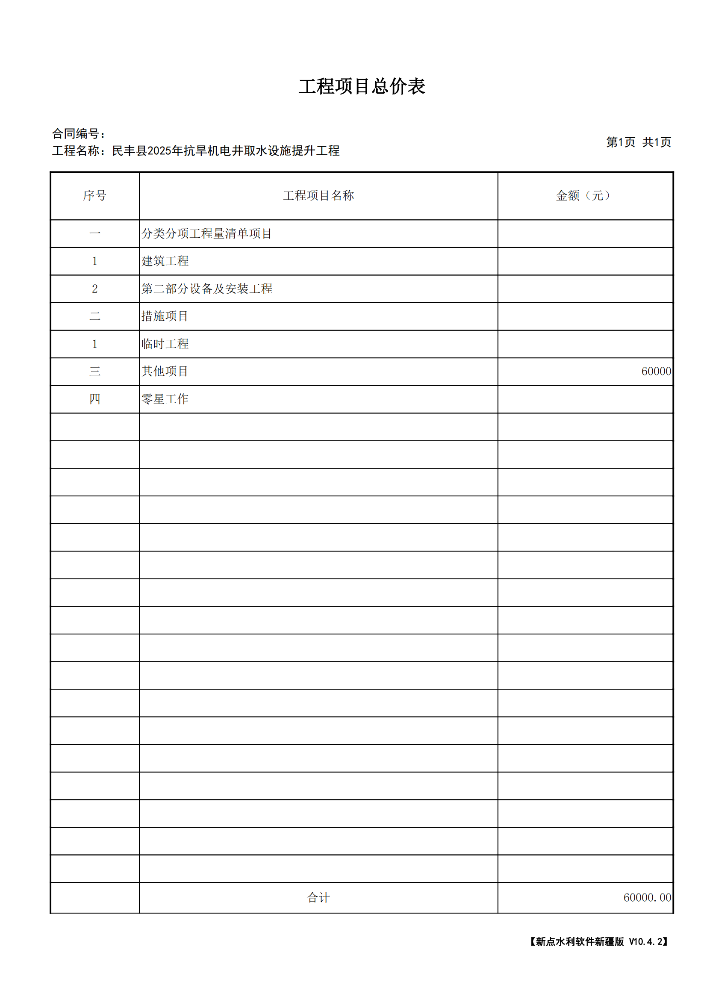 工程项目总价表
合同编号：
工程名称：民丰县2025年抗旱机电井取水设施提升工程
第1页 共1页
序号 工程项目名称 金额（元）
一 分类分项工程量清单项目
1 建筑工程
2 第二部分设备及安装工程
二 措施项目
1 临时工程
三 其他项目 60000
四 零星工作
合计 60000.00
【新点水利软件新疆版 V10.4.2】